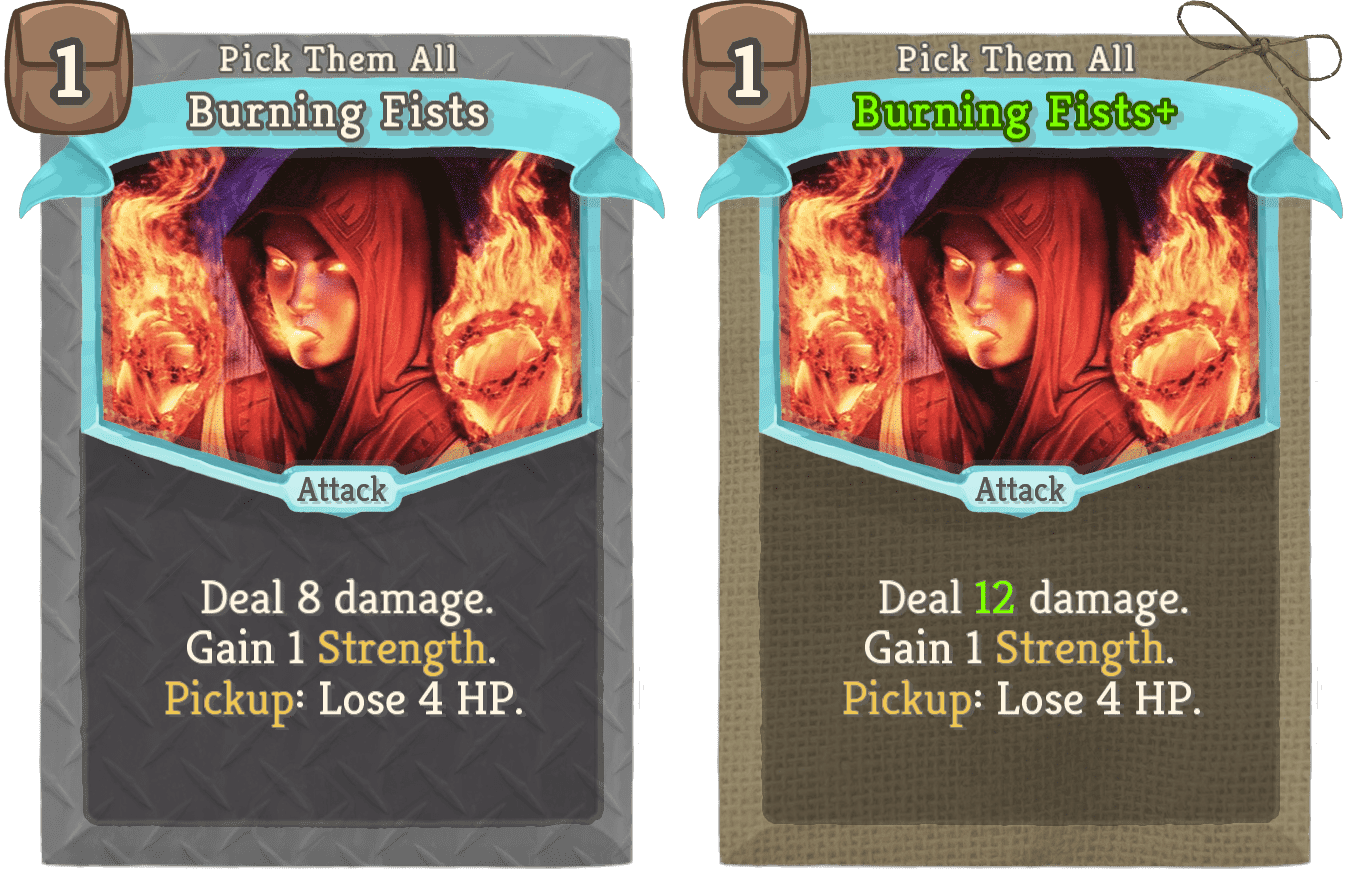 1
Pick Them All
Burning Fists
Attack
Deal 8 damage.
Gain 1 Strength.
Pickup: Lose 4 HP.
1
Pick Them All
Burning Fists+
Attack
Deal 12 damage.
Gain 1 Strength.
Pickup: Lose 4 HP.